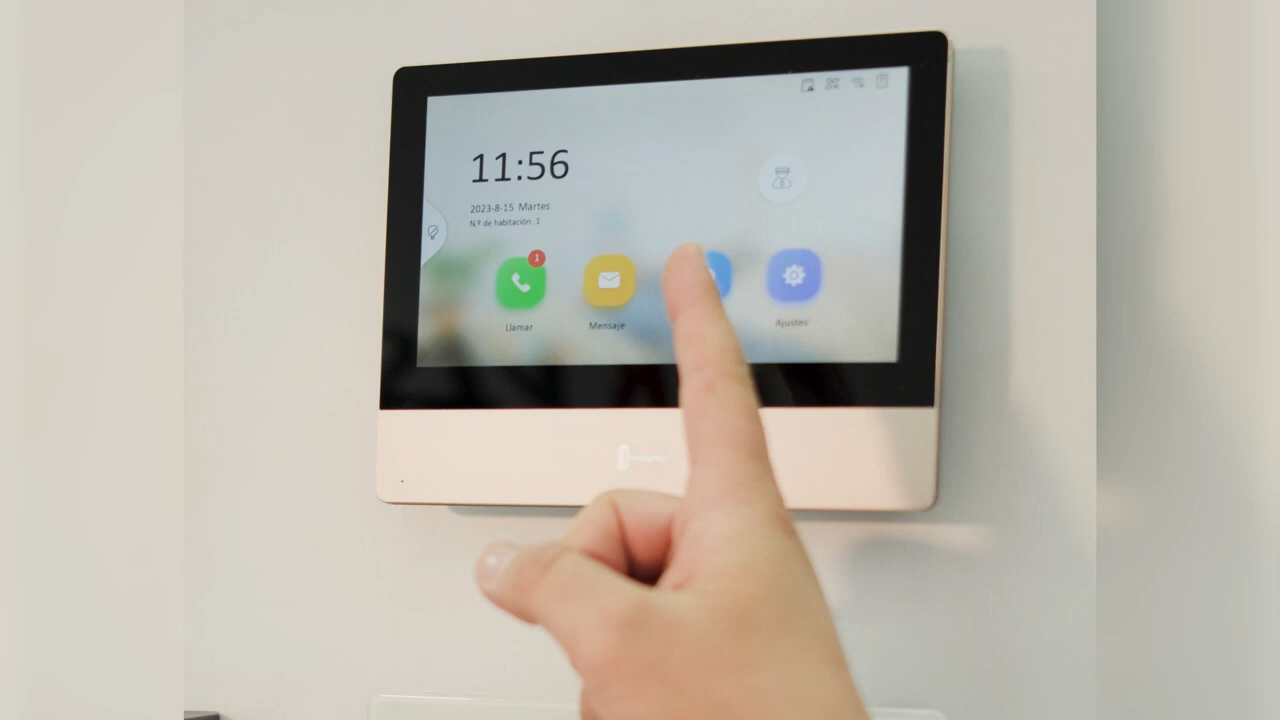 11:56
2023-8-15 Martes
N.º de habitación: 1
1
Llamar
Mensaje
Ajustes